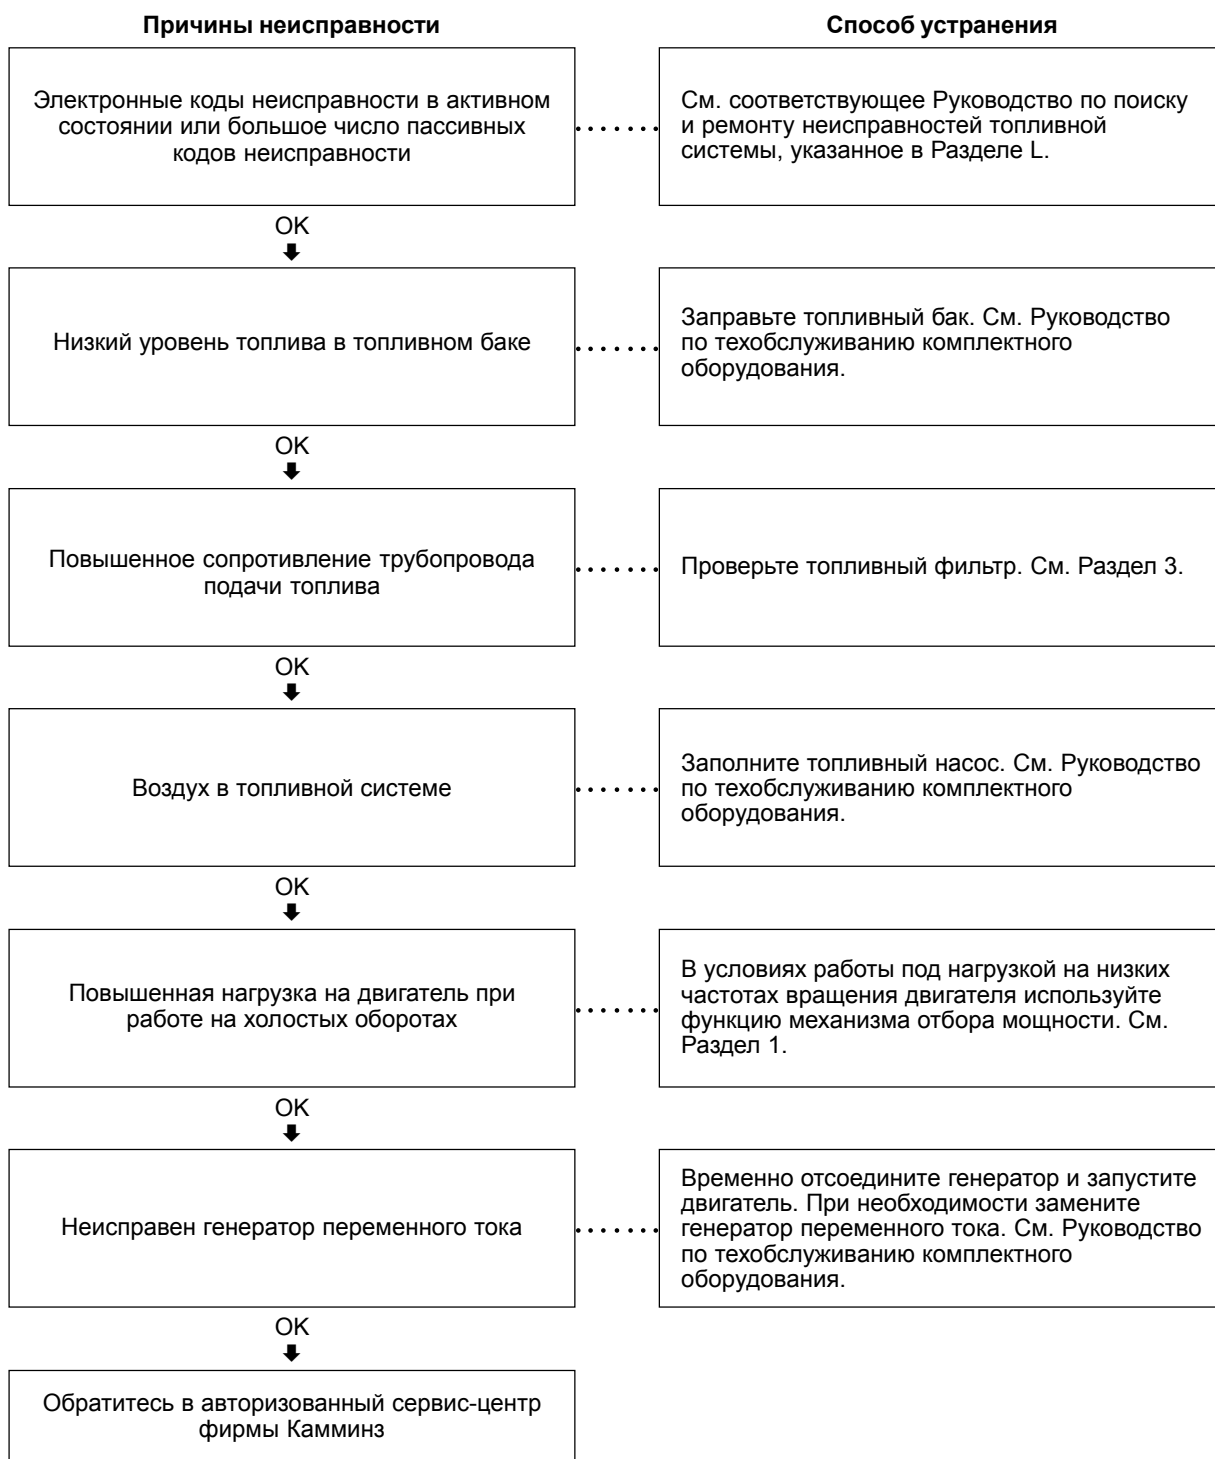 Причины неисправности
Способ устранения
Электронные коды неисправности в активном
состоянии или большое число пассивных
кодов неисправности
См. соответствующее Руководство по поиску
и ремонту неисправностей топливной
системы, указанное в Разделе L.
OK
Низкий уровень топлива в топливном баке
Заправьте топливный бак. См. Руководство
по техобслуживанию комплектного
оборудования.
OK
Повышенное сопротивление трубопровода
подачи топлива
Проверьте топливный фильтр. См. Раздел 3.
OK
Воздух в топливной системе
Заполните топливный насос. См. Руководство
по техобслуживанию комплектного
оборудования.
OK
Повышенная нагрузка на двигатель при
работе на холостых оборотах
В условиях работы под нагрузкой на низких
частотах вращения двигателя используйте
функцию механизма отбора мощности. См.
Раздел 1.
OK
Неисправен генератор переменного тока
Временно отсоедините генератор и запустите
двигатель. При необходимости замените
генератор переменного тока. См. Руководство
по техобслуживанию комплектного
оборудования.
OK
Обратитесь в авторизованный сервис-центр
фирмы Камминз